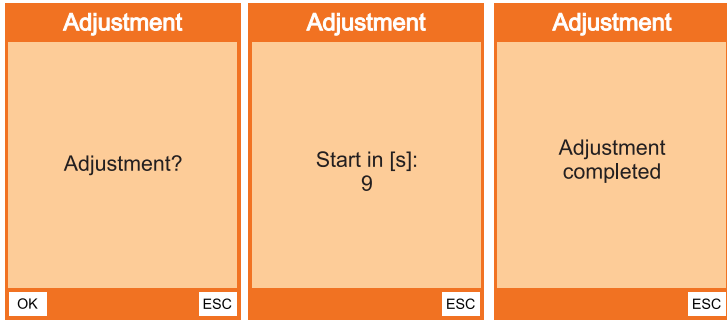 Adjustment
Adjustment?
OK
ESC
Adjustment
Start in [s]:
9
ESC
Adjustment
Adjustment
completed
ESC